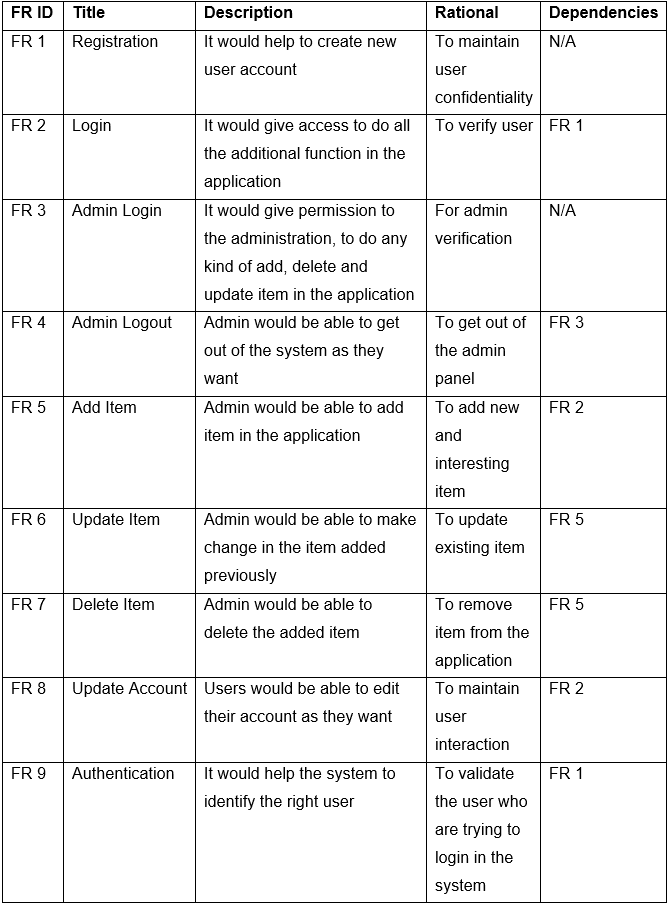 FR ID Title Description Rational Dependencies
FR 1 Registration It would help to create new To maintain N/A
user account user
confidentiality
FR 2 Login It would give access to do all To verify user FR 1
the additional function in the
application
FR 3 Admin Login It would give permission to For admin N/A
the administration, to do any verification
kind of add, delete and
update item in the application
FR 4 Admin Logout Admin would be able to get To get out of FR 3
out of the system as they the admin
want panel
FR 5 Add Item Admin would be able to add To add new FR 2
item in the application and
interesting
item
FR 6 Update Item Admin would be able to make To update FR 5
change in the item added existing item
previously
FR 7 Delete Item Admin would be able to To remove FR 5
delete the added item item from the
application
FR 8 Update Account Users would be able to edit To maintain FR 2
their account as they want user
interaction
FR 9 Authentication It would help the system to To validate FR 1
identify the right user the user who
are trying to
login in the
system